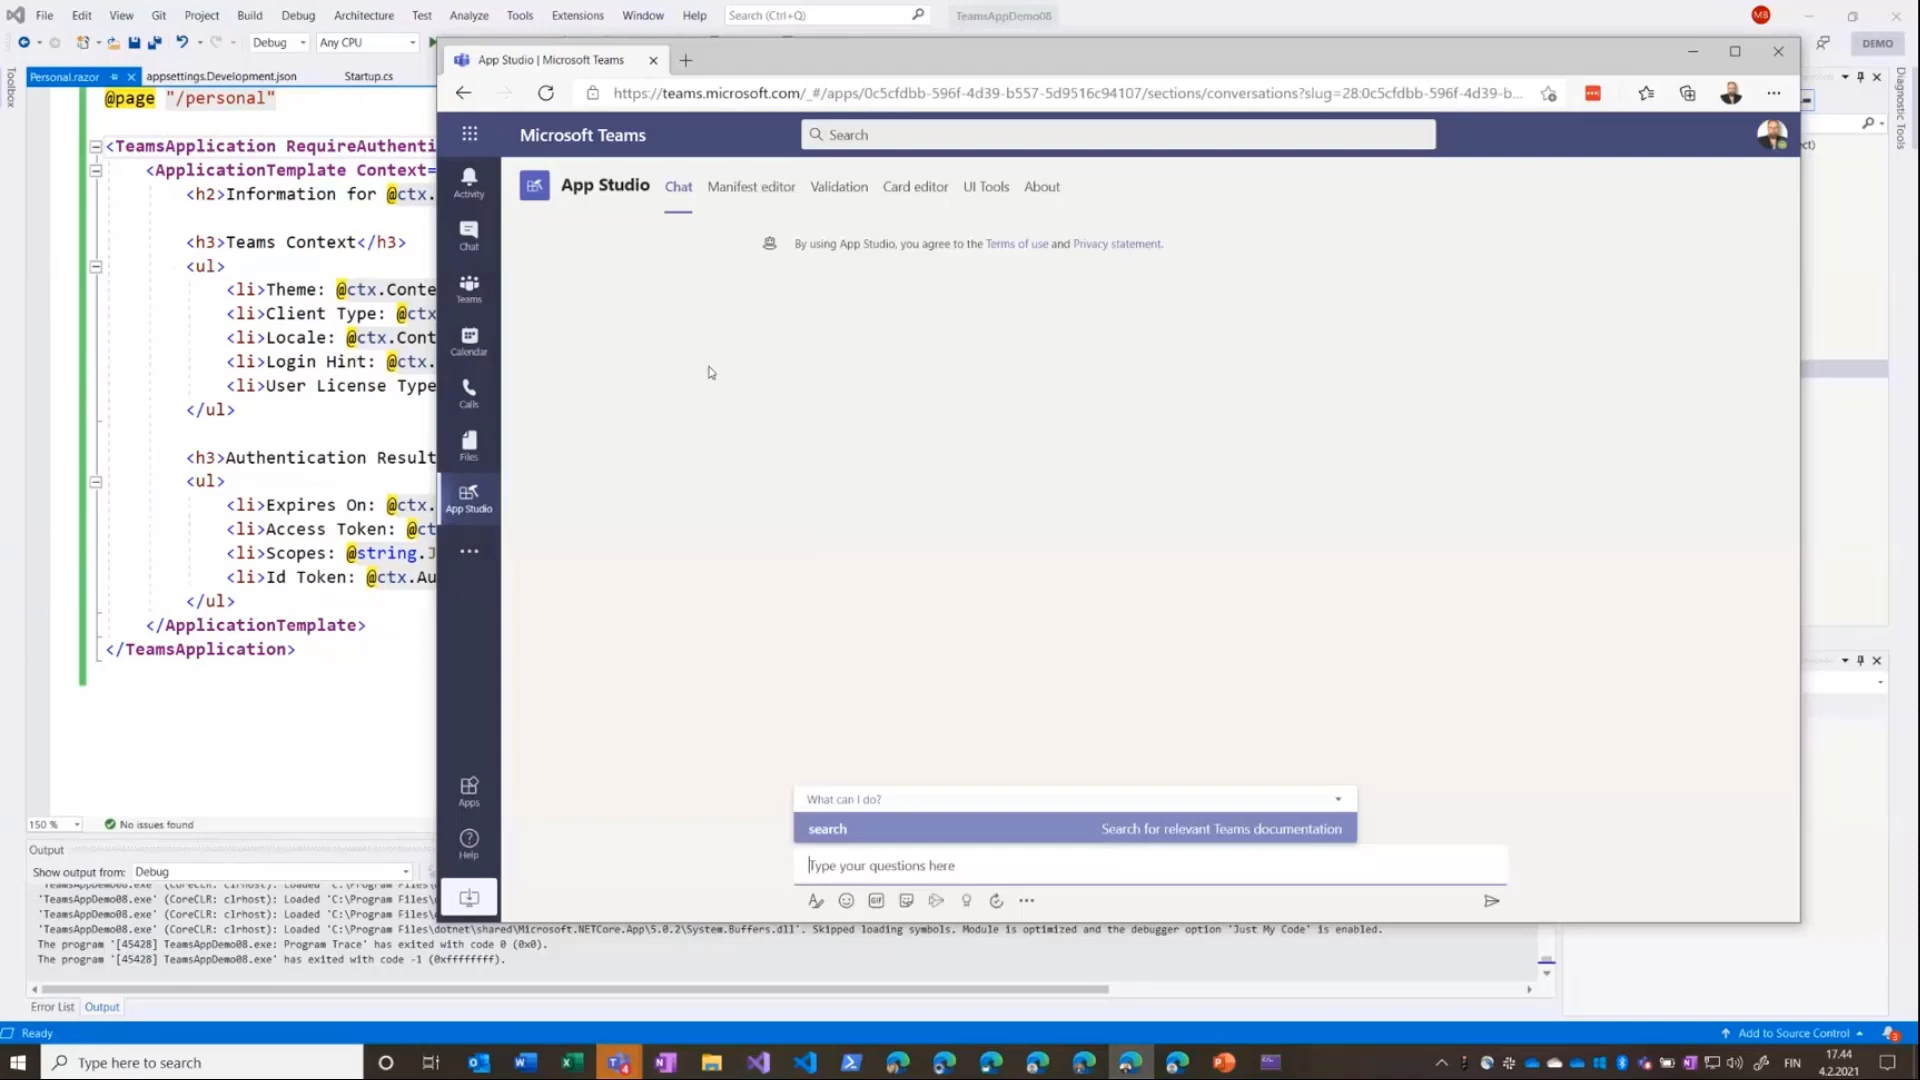 File Edit View Git Project Build Debug Architecture Test Analyze Tools Extensions Window Help Search (Ctrl+Q) TeamsAppDemo08 MB
Debug Any CPU DEMO
Toolbox
Personal.razor appsettings.Development.json Startup.cs
Diagnostic Tools
@page "/personal"
<TeamsApplication RequireAuthenti
<ApplicationTemplate Context=
<h2>Information for @ctx.
<h3>Teams Context</h3>
<ul>
<li>Theme: @ctx.Conte
<li>Client Type: @ctx
<li>Locale: @ctx.Cont
<li>Login Hint: @ctx.
<li>User License Type
</ul>
<h3>Authentication Result
<ul>
<li>Expires On: @ctx.
<li>Access Token: @ct
<li>Scopes: @string.J
<li>Id Token: @ctx.Au
</ul>
</ApplicationTemplate>
</TeamsApplication>
App Studio | Microsoft Teams
https://teams.microsoft.com/_#/apps/0c5cfdbb-596f-4d39-b557-5d9516c94107/sections/conversations?slug=28:0c5cfdbb-596f-4d39-b...
Microsoft Teams Search
Activity
Chat
Teams
Calendar
Calls
Files
App Studio
Apps
Help
App Studio Chat Manifest editor Validation Card editor UI Tools About
By using App Studio, you agree to the Terms of use and Privacy statement.
What can I do?
search Search for relevant Teams documentation
Type your questions here
GIF
150 % No issues found
Output
Show output from: Debug
'TeamsAppDemo08.exe' (CoreCLR: clrhost): Loaded 'C:\Program Files\
'TeamsAppDemo08.exe' (CoreCLR: clrhost): Loaded 'C:\Program Files\
'TeamsAppDemo08.exe' (CoreCLR: clrhost): Loaded 'C:\Program Files\
'TeamsAppDemo08.exe' (CoreCLR: clrhost): Loaded 'C:\Program Files\dotnet\shared\Microsoft.NETCore.App\5.0.2\System.Buffers.dll'. Skipped loading symbols. Module is optimized and the debugger option 'Just My Code' is enabled.
The program '[45428] TeamsAppDemo08.exe: Program Trace' has exited with code 0 (0x0).
The program '[45428] TeamsAppDemo08.exe' has exited with code -1 (0xffffffff).
Error List Output
Ready Add to Source Control
Type here to search
FIN
17.44
4.2.2021